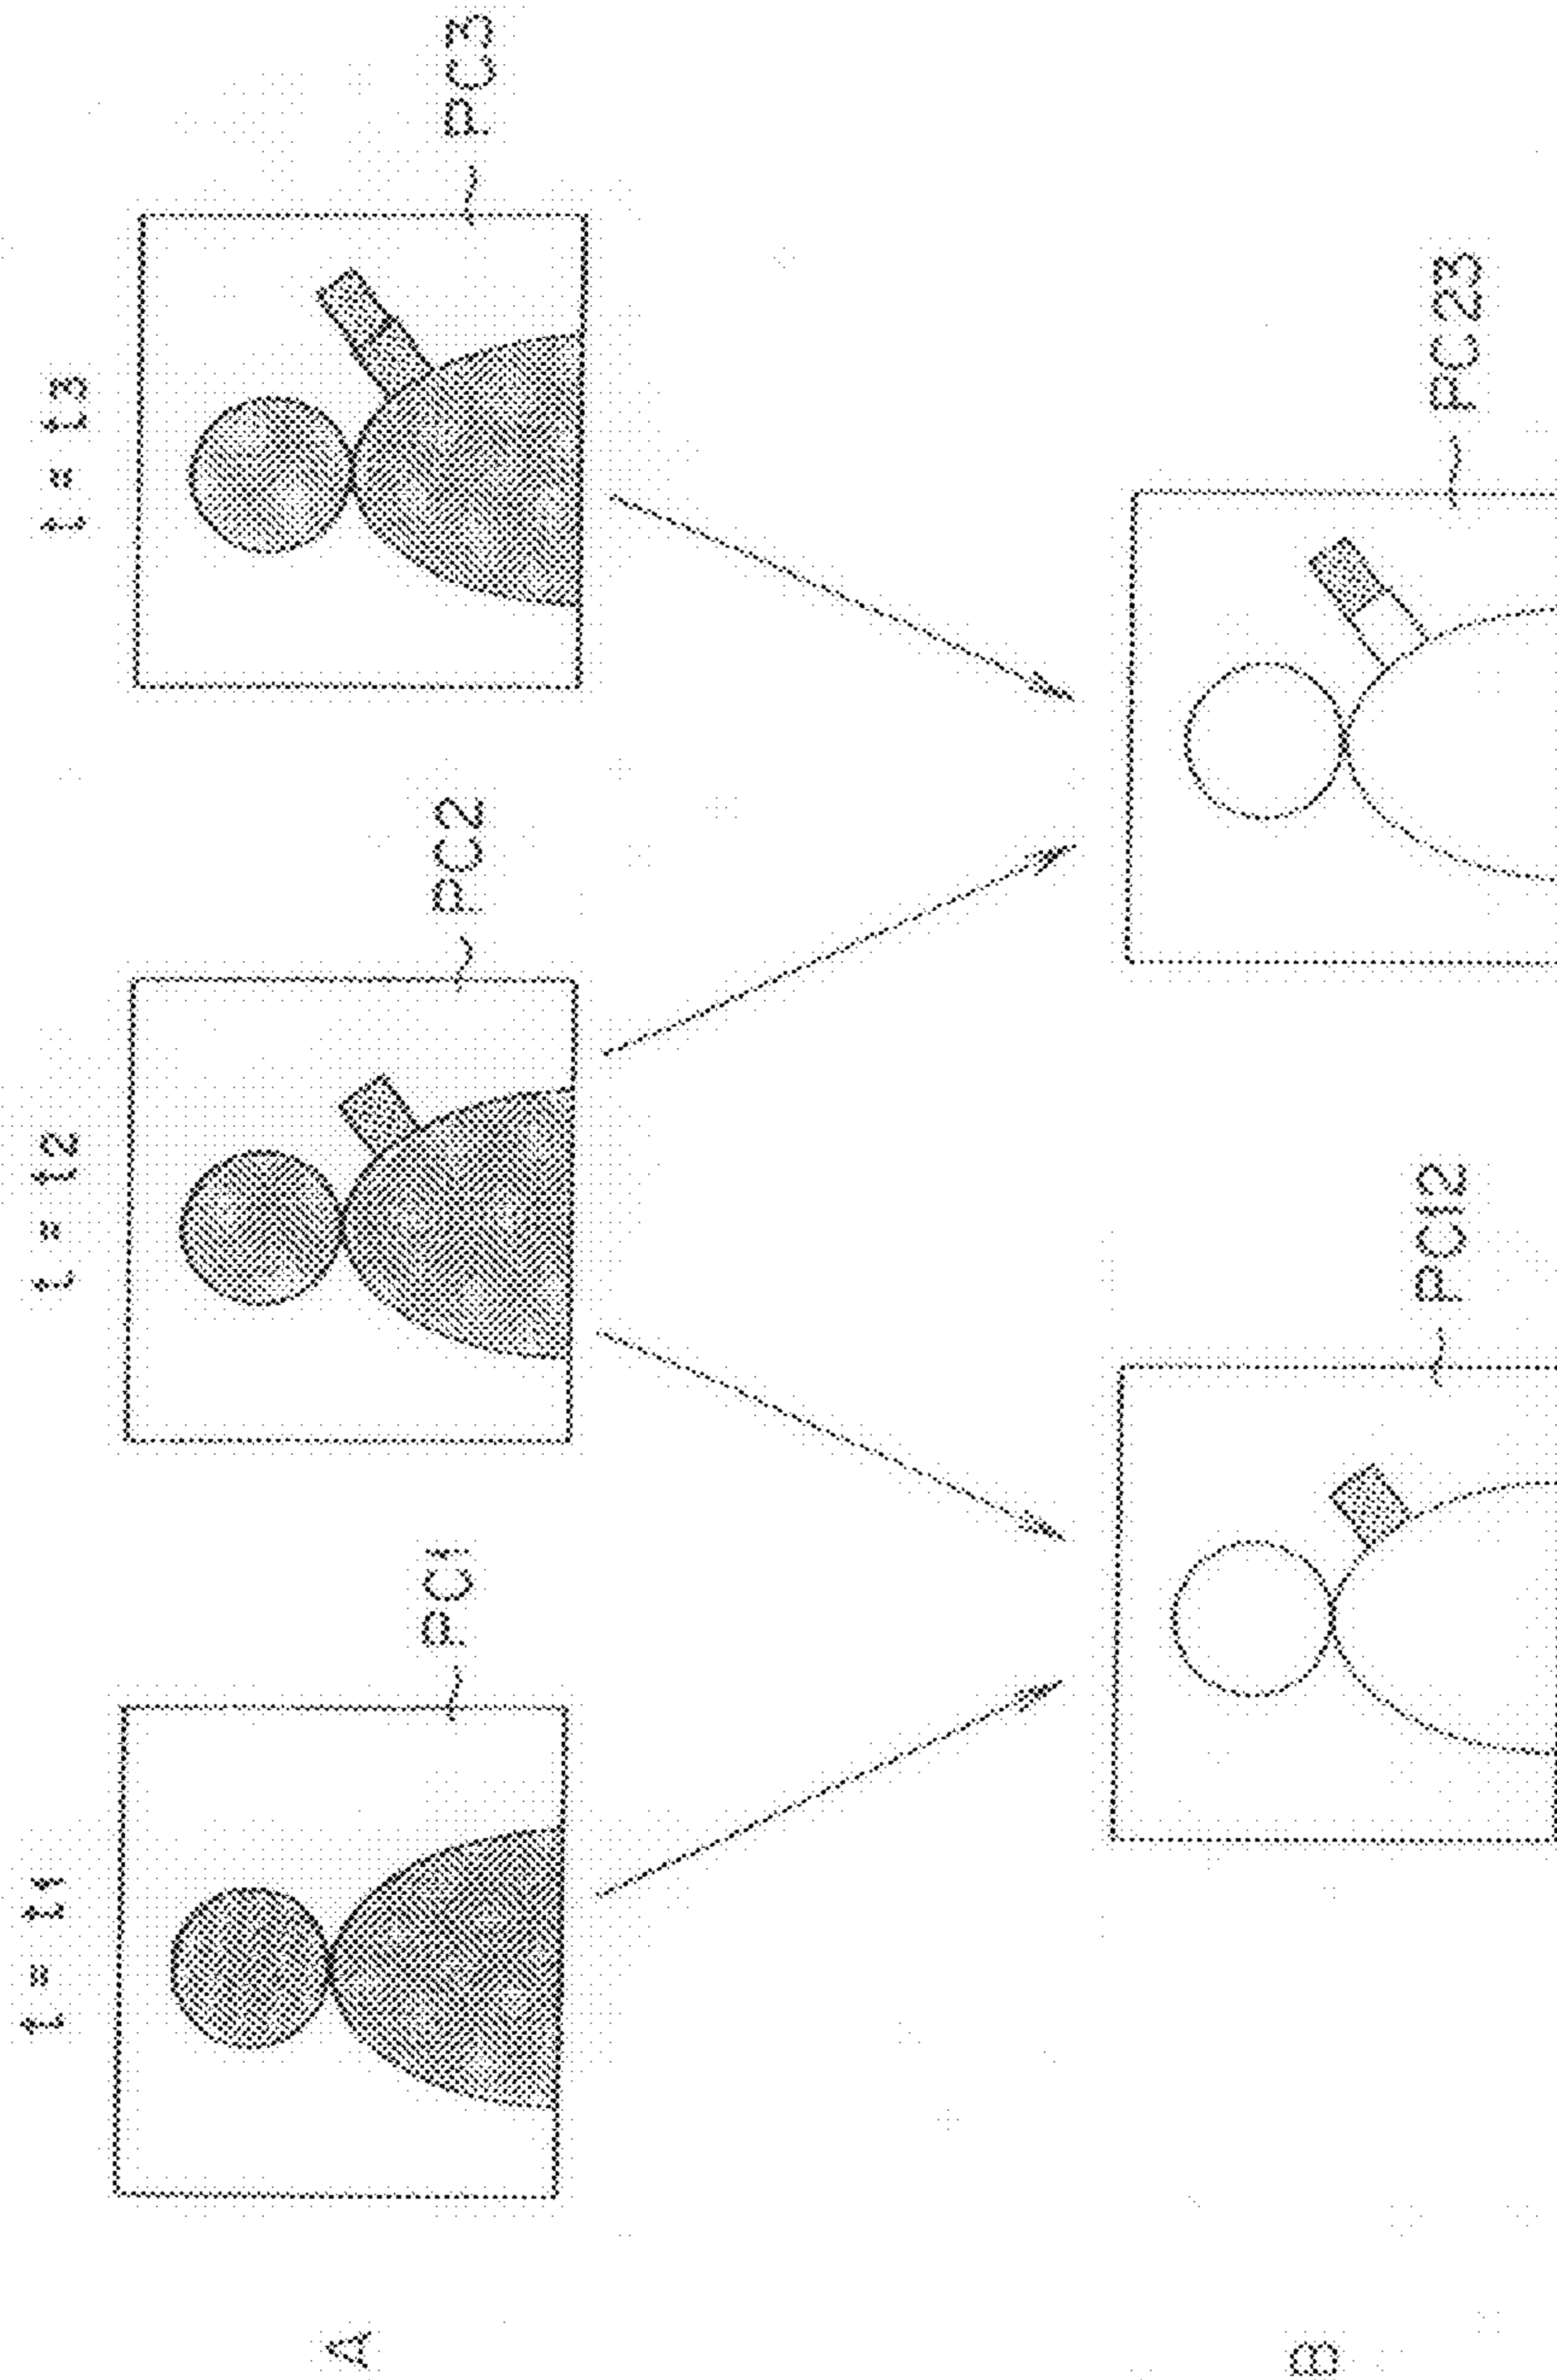 t = t1
t = t2
t = t3
A
PC1
PC2
PC3
B
PC12
PC23